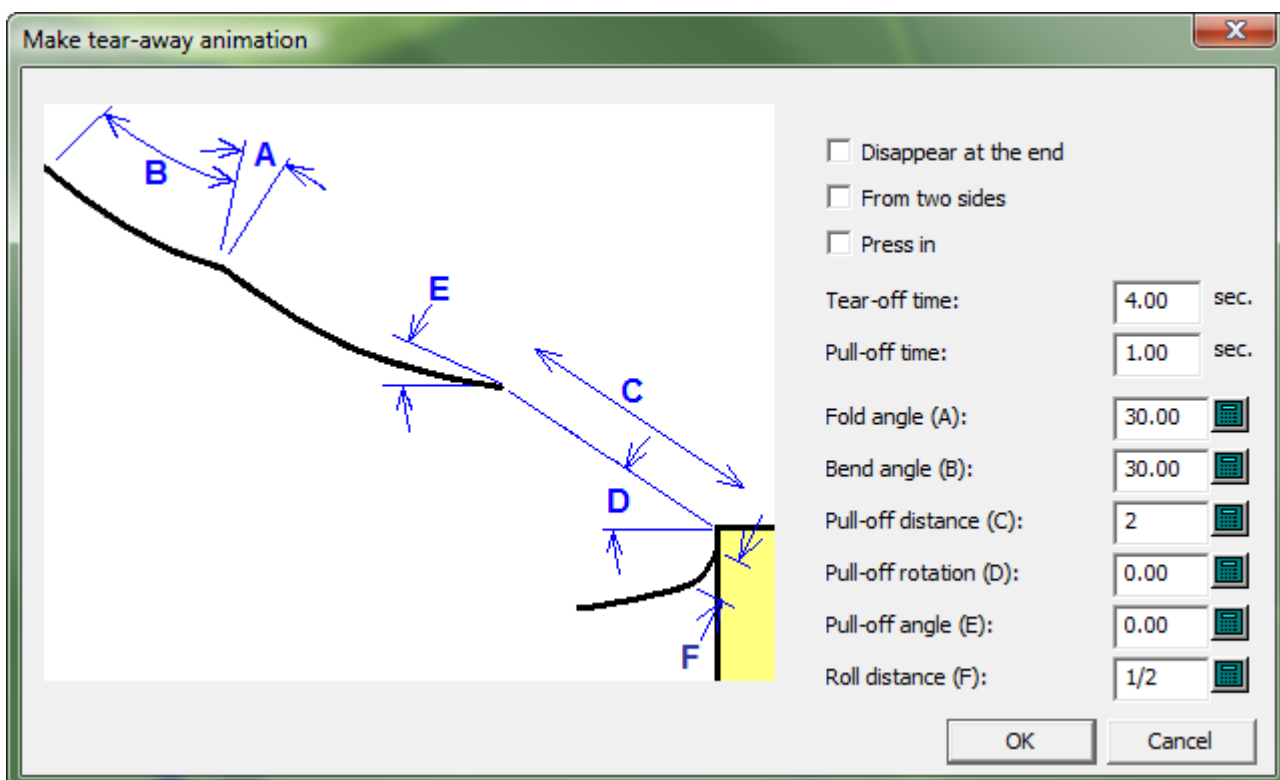 Make tear-away animation
A
B
E
C
D
F
Disappear at the end
From two sides
Press in
Tear-off time: 4.00 sec.
Pull-off time: 1.00 sec.
Fold angle (A): 30.00
Bend angle (B): 30.00
Pull-off distance (C): 2
Pull-off rotation (D): 0.00
Pull-off angle (E): 0.00
Roll distance (F): 1/2
OK Cancel